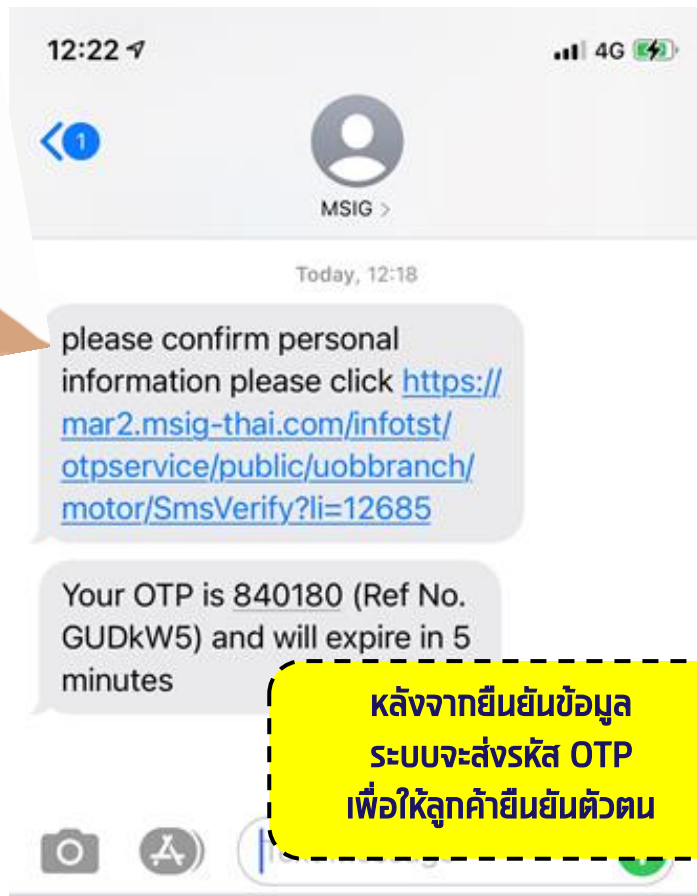 12:22
4G
1
MSIG >
Today, 12:18
please confirm personal
information please click https://
mar2.msig-thai.com/infotst/
otpservice/public/uobbranch/
motor/SmsVerify?li=12685
Your OTP is 840180 (Ref No.
GUDkW5) and will expire in 5
minutes
หลังจากยืนยันข้อมูล
ระบบจะส่งรหัส OTP
เพื่อให้ลูกค้ายืนยันตัวตน